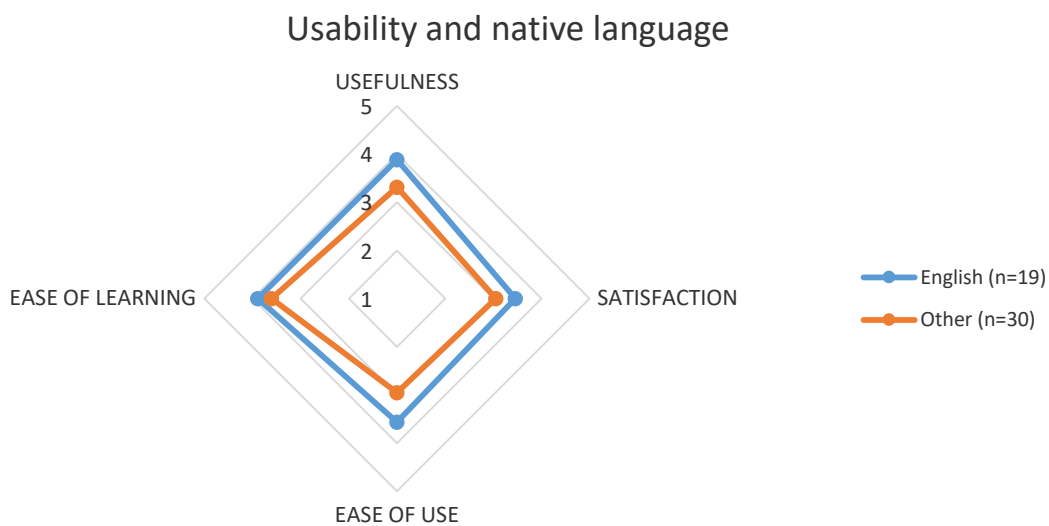 Usability and native language
USEFULNESS
5
4
3
2
1
EASE OF LEARNING
SATISFACTION
EASE OF USE
English (n=19)
Other (n=30)